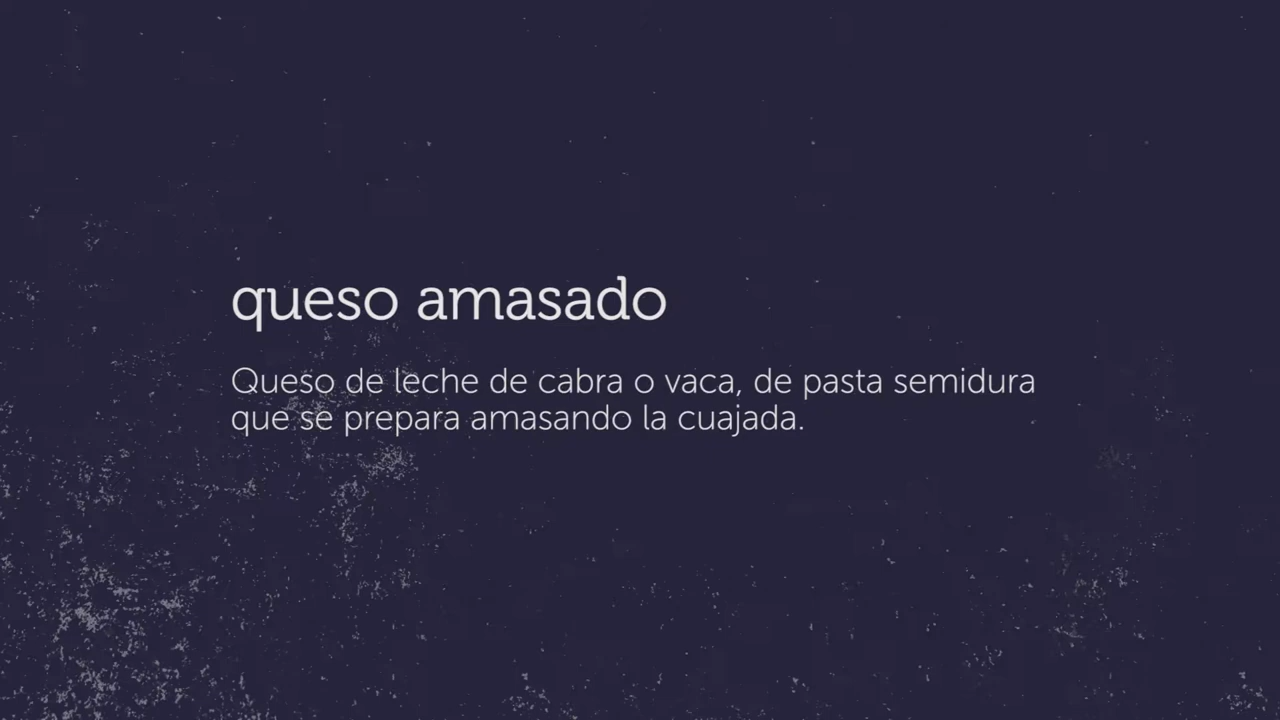 queso amasado
Queso de leche de cabra o vaca, de pasta semidura
que se prepara amasando la cuajada.